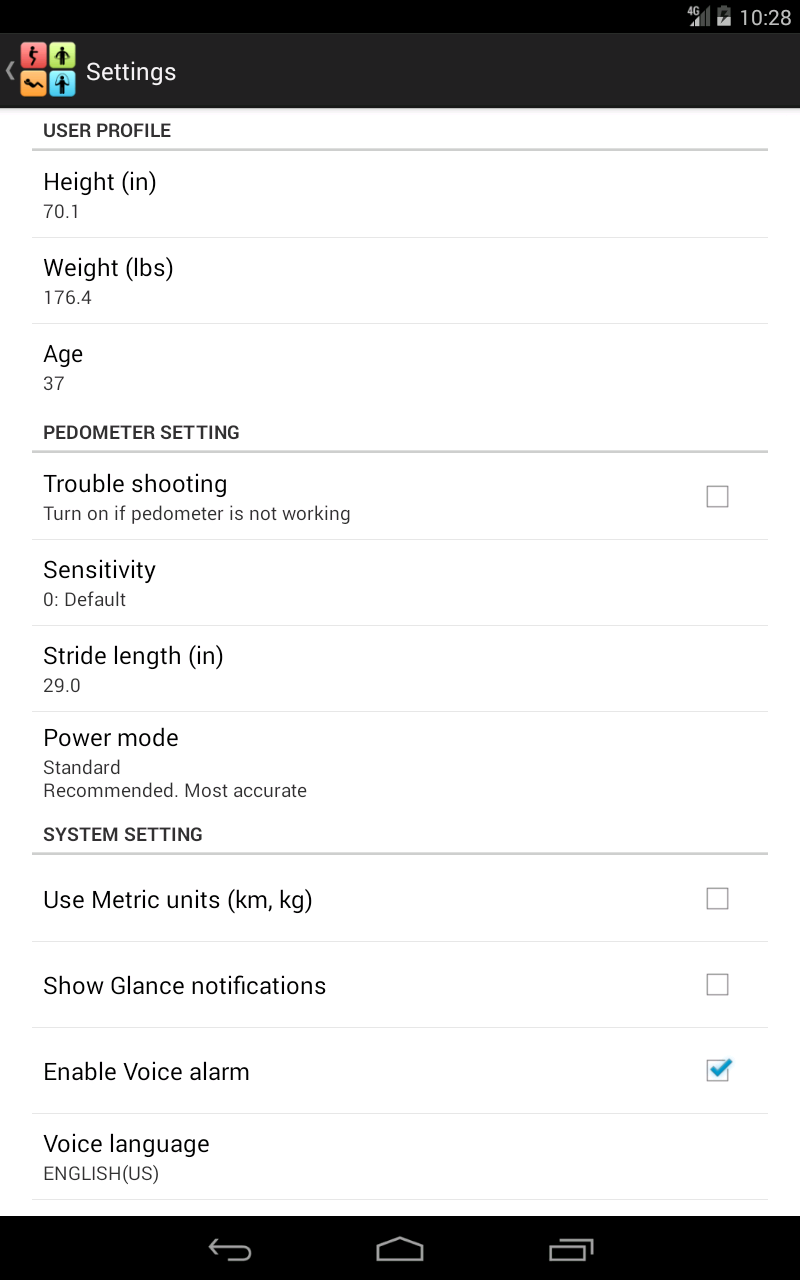 4G 10:28
Settings
USER PROFILE
Height (in)
70.1
Weight (lbs)
176.4
Age
37
PEDOMETER SETTING
Trouble shooting
Turn on if pedometer is not working
Sensitivity
0: Default
Stride length (in)
29.0
Power mode
Standard
Recommended. Most accurate
SYSTEM SETTING
Use Metric units (km, kg)
Show Glance notifications
Enable Voice alarm
Voice language
ENGLISH(US)